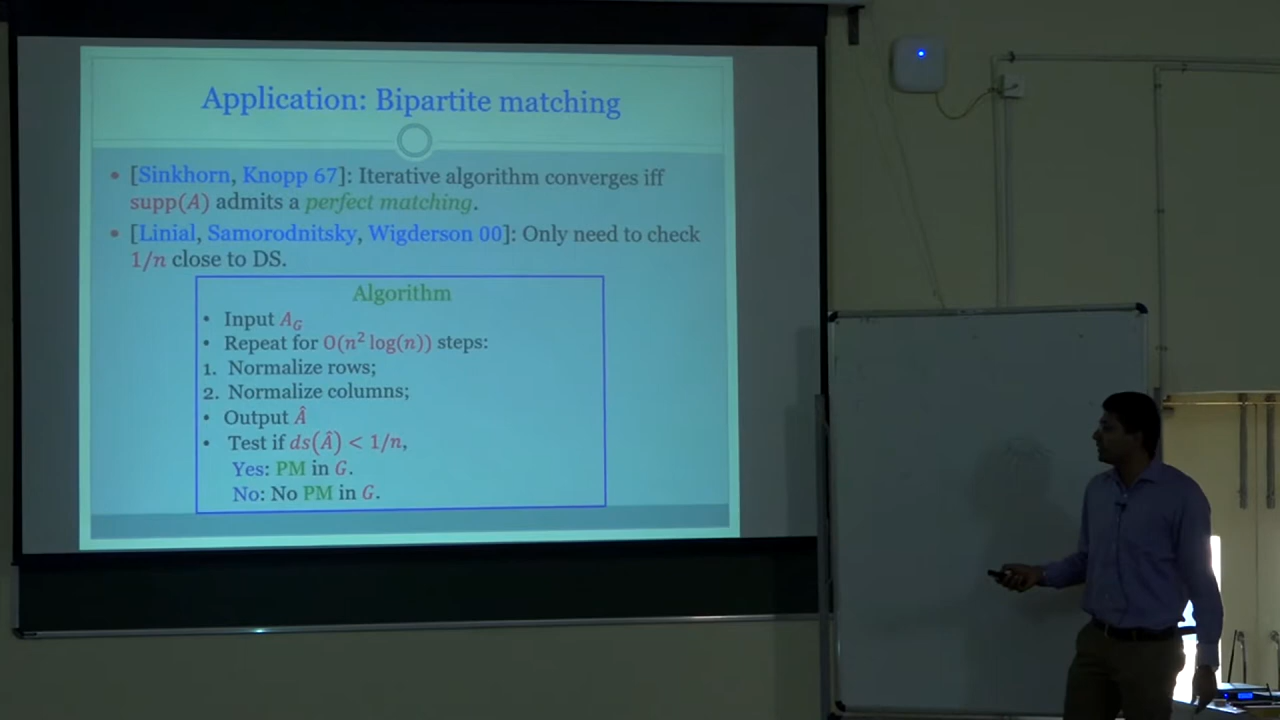 Application: Bipartite matching
• [Sinkhorn, Knopp 67]: Iterative algorithm converges iff
supp(A) admits a perfect matching.
• [Linial, Samorodnitsky, Wigderson 00]: Only need to check
1/n close to DS.
Algorithm
• Input A_G
• Repeat for O(n² log(n)) steps:
1. Normalize rows;
2. Normalize columns;
• Output Â
• Test if ds(Â) < 1/n,
Yes: PM in G.
No: No PM in G.